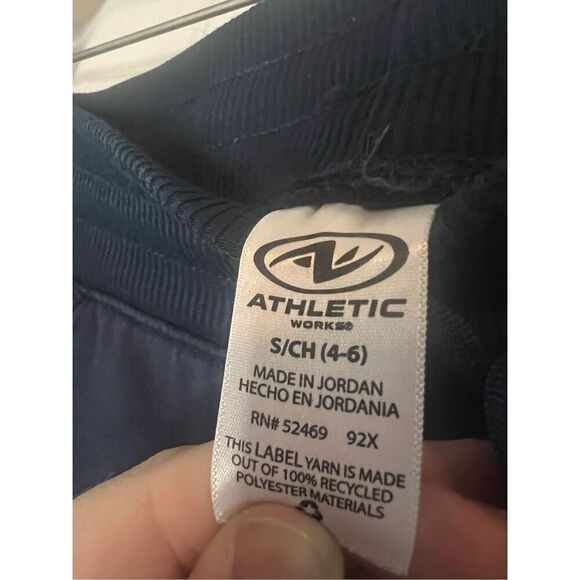 ATHLETIC
WORKS®
S/CH (4-6)
MADE IN JORDAN
HECHO EN JORDANIA
RN# 52469 92X
THIS LABEL YARN IS MADE
OUT OF 100% RECYCLED
POLYESTER MATERIALS